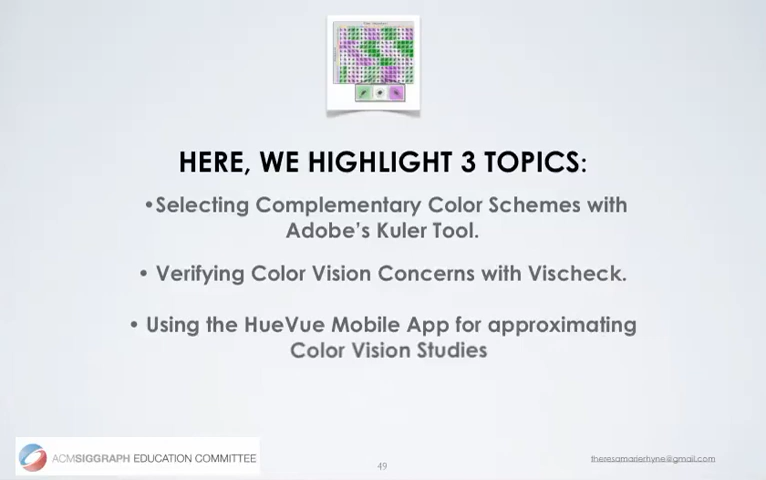 HERE, WE HIGHLIGHT 3 TOPICS:
•Selecting Complementary Color Schemes with
Adobe’s Kuler Tool.
• Verifying Color Vision Concerns with Vischeck.
• Using the HueVue Mobile App for approximating
Color Vision Studies
ACMSIGGRAPH EDUCATION COMMITTEE
49
theresamarierhyne@gmail.com